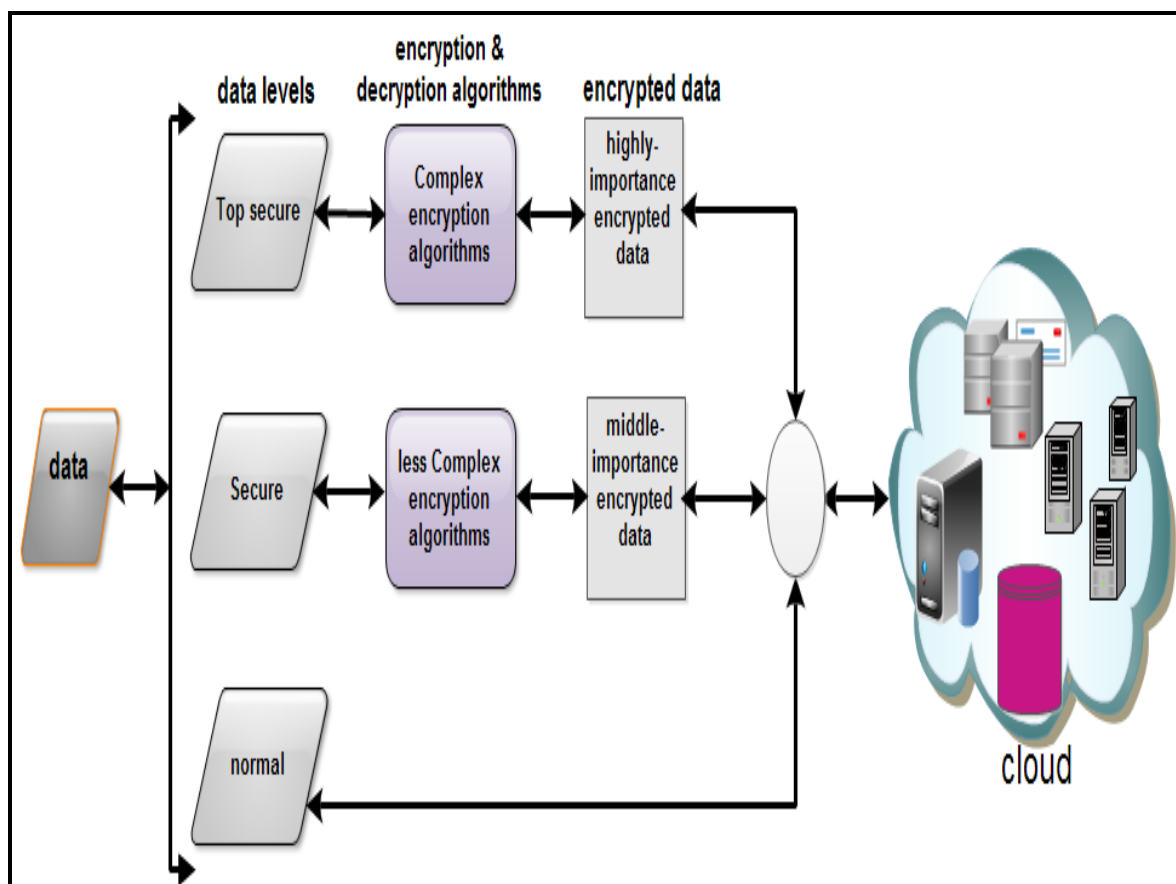 encryption &
decryption algorithms
data levels
encrypted data
Top secure
Complex
encryption
algorithms
highly-
importance
encrypted
data
data
Secure
less Complex
encryption
algorithms
middle-
importance
encrypted
data
normal
cloud